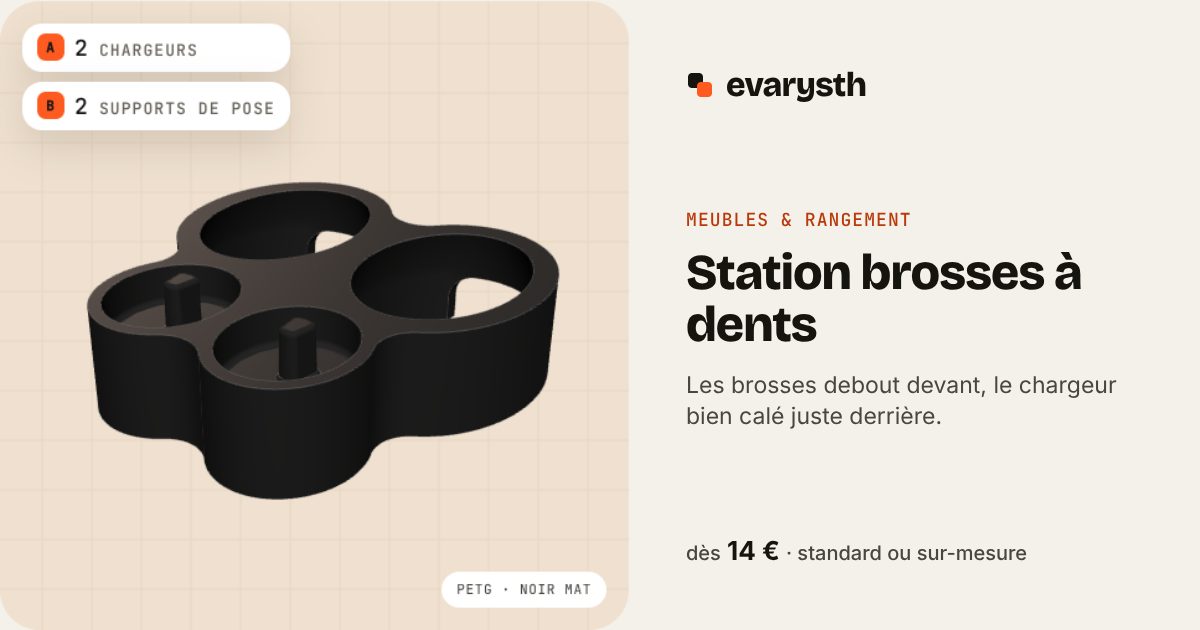 A 2 CHARGEURS
B 2 SUPPORTS DE POSE
evarysth
MEUBLES & RANGEMENT
Station brosses à
dents
Les brosses debout devant, le chargeur
bien calé juste derrière.
dès 14 € · standard ou sur-mesure
PETG · NOIR MAT